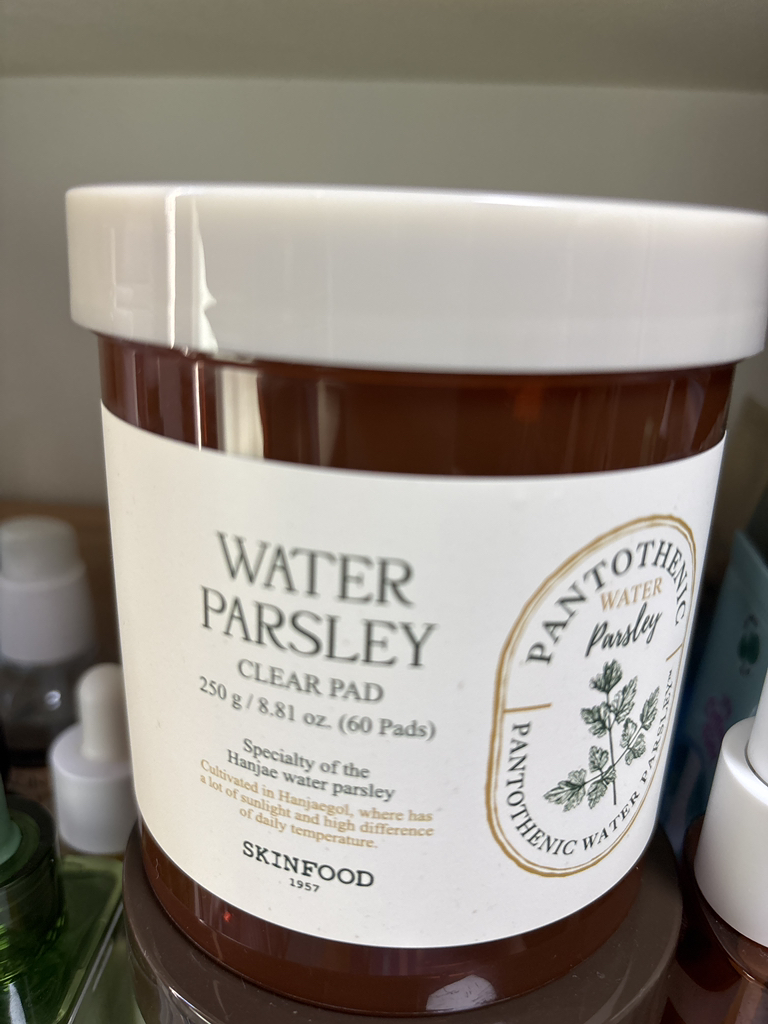 WATER
PARSLEY
CLEAR PAD
250 g / 8.81 oz. (60 Pads)
Specialty of the
Hanjae water parsley
Cultivated in Hanjaegol, where has
a lot of sunlight and high difference
of daily temperature.
SKINFOOD
1957
PANTOTHENIC
WATER
Parsley
PANTOTHENIC WATER PARSLEY™